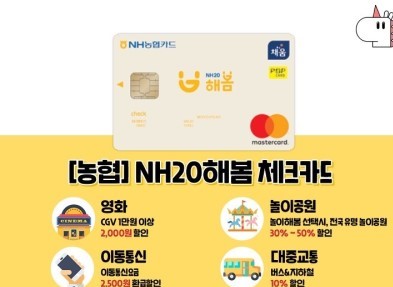 NH농협카드
채움
NH20
해봄
check
mastercard
[농협] NH20해봄 체크카드
영화
CGV 1만원 이상
2,000원 할인
놀이공원
놀이해봄 선택시, 전국 유명 놀이공원
30% ~ 50% 할인
이동통신
이동통신요금
2,500원 환급할인
대중교통
버스&지하철
10% 할인